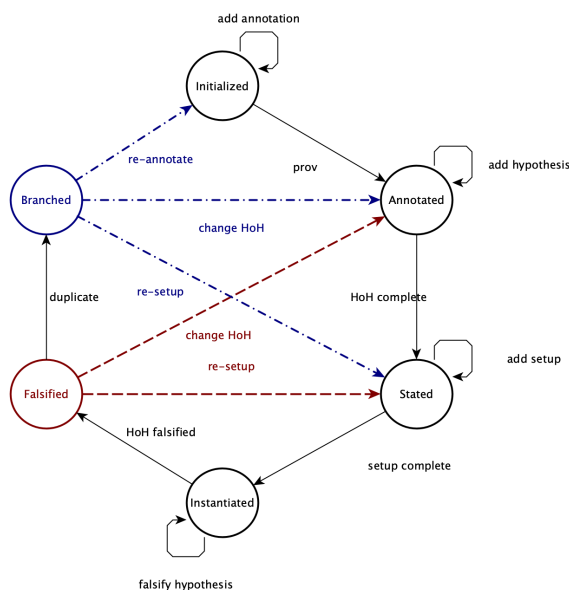 add annotation
Initialized
re-annotate
prov
add hypothesis
Branched
Annotated
change HoH
duplicate
re-setup
HoH complete
change HoH
add setup
re-setup
Falsified
Stated
HoH falsified
setup complete
Instantiated
falsify hypothesis